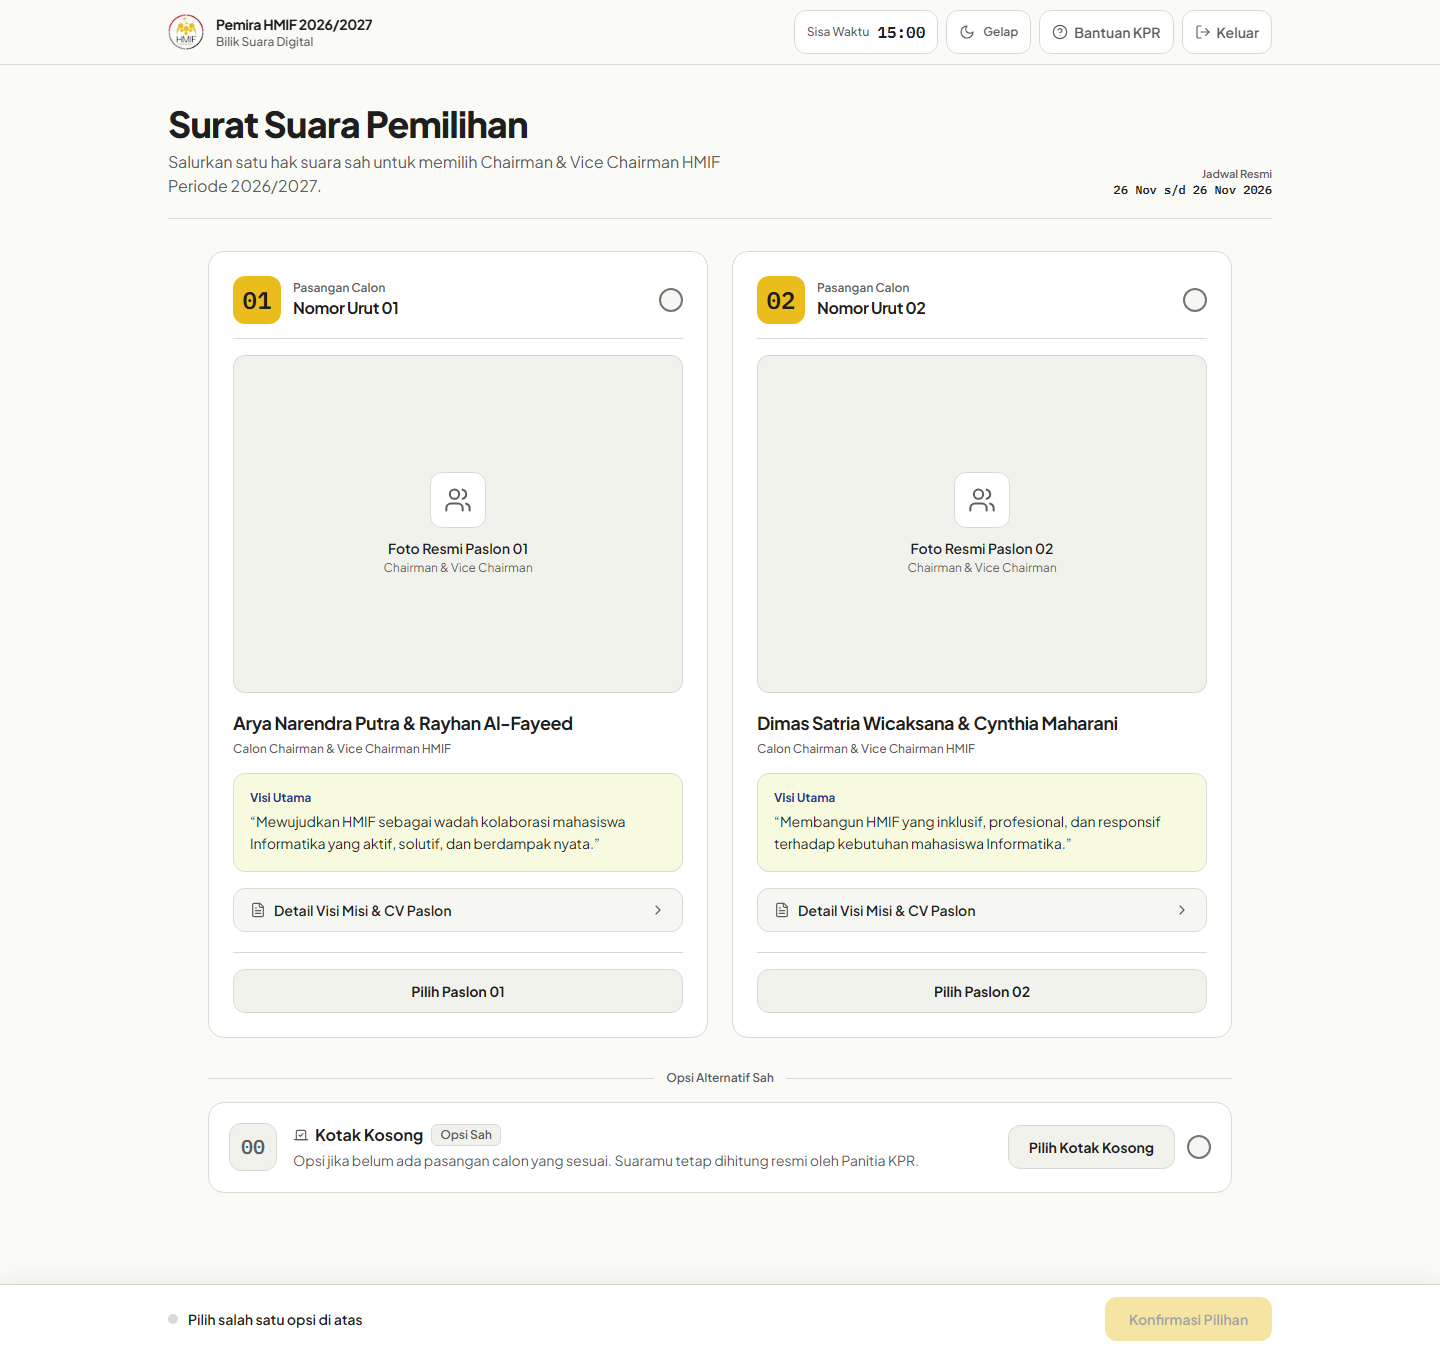 HMIF
Pemira HMIF 2026/2027
Bilik Suara Digital
Sisa Waktu 15:00
Gelap
Bantuan KPR
Keluar
Surat Suara Pemilihan
Salurkan satu hak suara sah untuk memilih Chairman & Vice Chairman HMIF
Periode 2026/2027.
Jadwal Resmi
26 Nov s/d 26 Nov 2026
01
Pasangan Calon
Nomor Urut 01
Foto Resmi Paslon 01
Chairman & Vice Chairman
Arya Narendra Putra & Rayhan Al-Fayeed
Calon Chairman & Vice Chairman HMIF
Visi Utama
“Mewujudkan HMIF sebagai wadah kolaborasi mahasiswa
Informatika yang aktif, solutif, dan berdampak nyata.”
Detail Visi Misi & CV Paslon
Pilih Paslon 01
02
Pasangan Calon
Nomor Urut 02
Foto Resmi Paslon 02
Chairman & Vice Chairman
Dimas Satria Wicaksana & Cynthia Maharani
Calon Chairman & Vice Chairman HMIF
Visi Utama
“Membangun HMIF yang inklusif, profesional, dan responsif
terhadap kebutuhan mahasiswa Informatika.”
Detail Visi Misi & CV Paslon
Pilih Paslon 02
Opsi Alternatif Sah
00
Kotak Kosong
Opsi Sah
Opsi jika belum ada pasangan calon yang sesuai. Suaramu tetap dihitung resmi oleh Panitia KPR.
Pilih Kotak Kosong
Pilih salah satu opsi di atas
Konfirmasi Pilihan